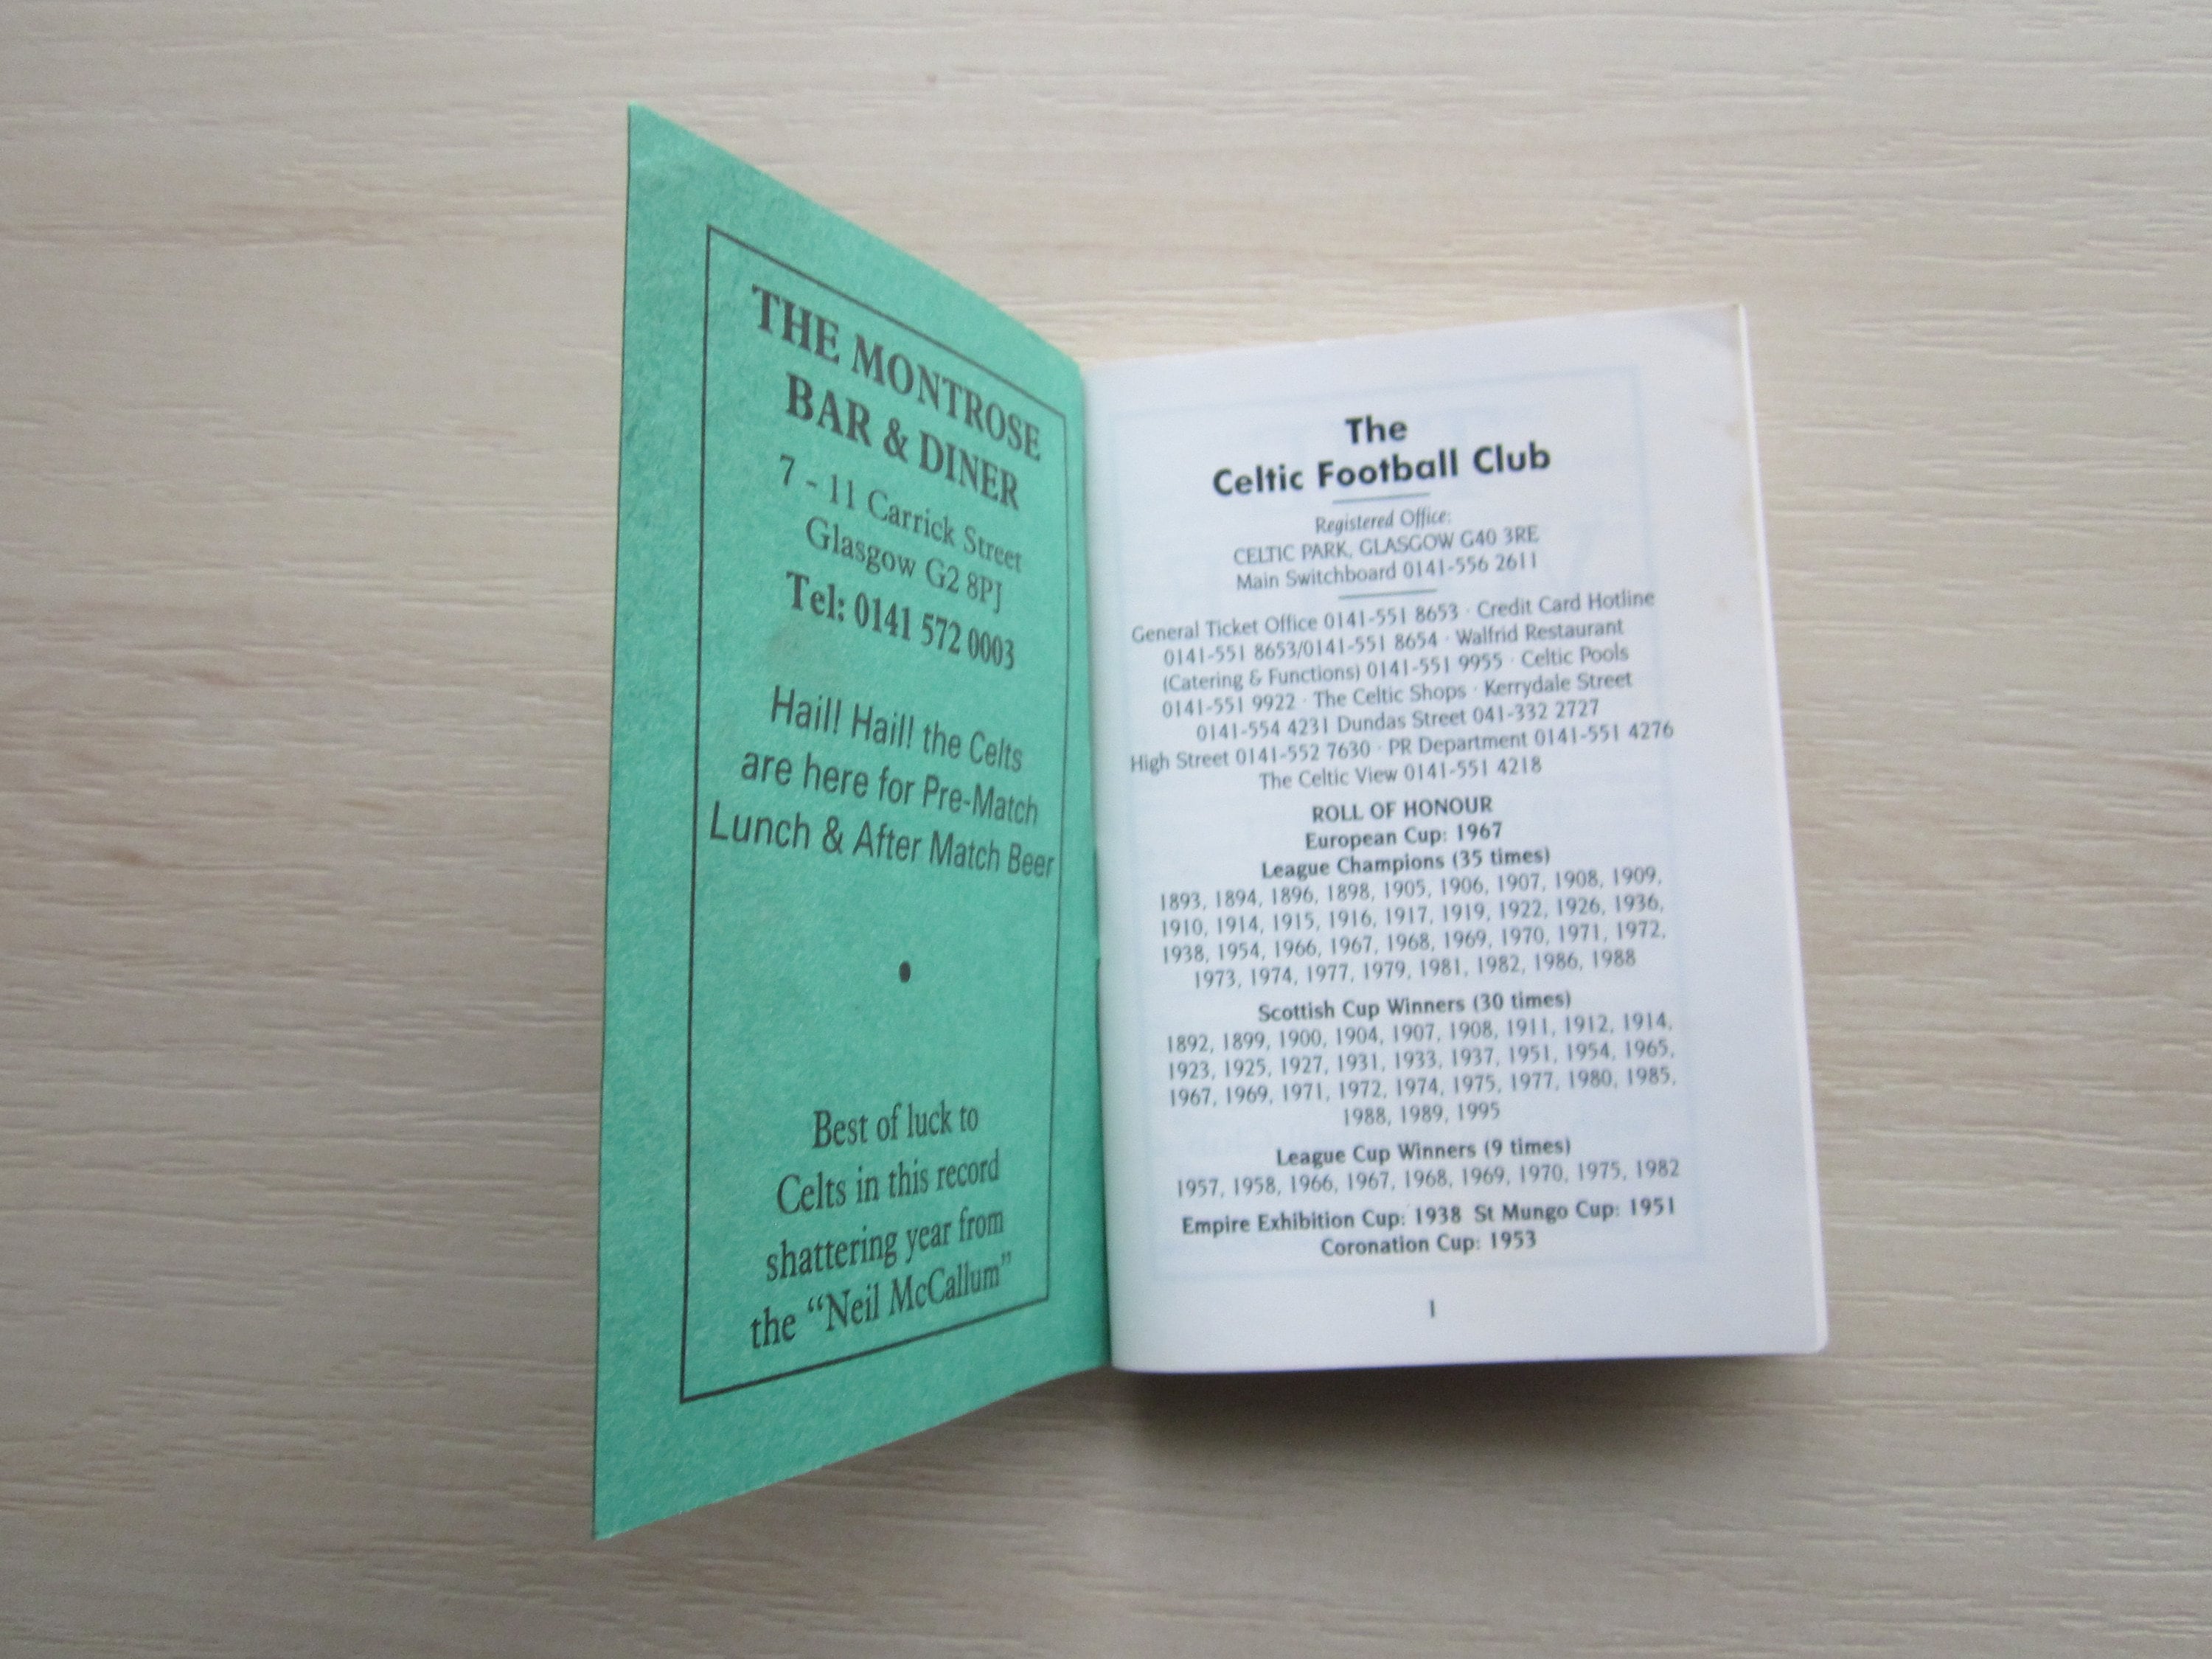 THE MONTROSE
BAR & DINER
7 - 11 Carrick Street
Glasgow G2 8PJ
Tel: 0141 572 0003
Hail! Hail! the Celts
are here for Pre-Match
Lunch & After Match Beer
•
Best of luck to
Celts in this record
shattering year from
the “Neil McCallum”
The
Celtic Football Club
Registered Office:
CELTIC PARK, GLASGOW G40 3RE
Main Switchboard 0141-556 2611
General Ticket Office 0141-551 8653 · Credit Card Hotline
0141-551 8653/0141-551 8654 · Walfrid Restaurant
(Catering & Functions) 0141-551 9955 · Celtic Pools
0141-551 9922 · The Celtic Shops · Kerrydale Street
0141-554 4231 Dundas Street 041-332 2727
High Street 0141-552 7630 · PR Department 0141-551 4276
The Celtic View 0141-551 4218
ROLL OF HONOUR
European Cup: 1967
League Champions (35 times)
1893, 1894, 1896, 1898, 1905, 1906, 1907, 1908, 1909,
1910, 1914, 1915, 1916, 1917, 1919, 1922, 1926, 1936,
1938, 1954, 1966, 1967, 1968, 1969, 1970, 1971, 1972,
1973, 1974, 1977, 1979, 1981, 1982, 1986, 1988
Scottish Cup Winners (30 times)
1892, 1899, 1900, 1904, 1907, 1908, 1911, 1912, 1914,
1923, 1925, 1927, 1931, 1933, 1937, 1951, 1954, 1965,
1967, 1969, 1971, 1972, 1974, 1975, 1977, 1980, 1985,
1988, 1989, 1995
League Cup Winners (9 times)
1957, 1958, 1966, 1967, 1968, 1969, 1970, 1975, 1982
Empire Exhibition Cup: 1938 St Mungo Cup: 1951
Coronation Cup: 1953
1